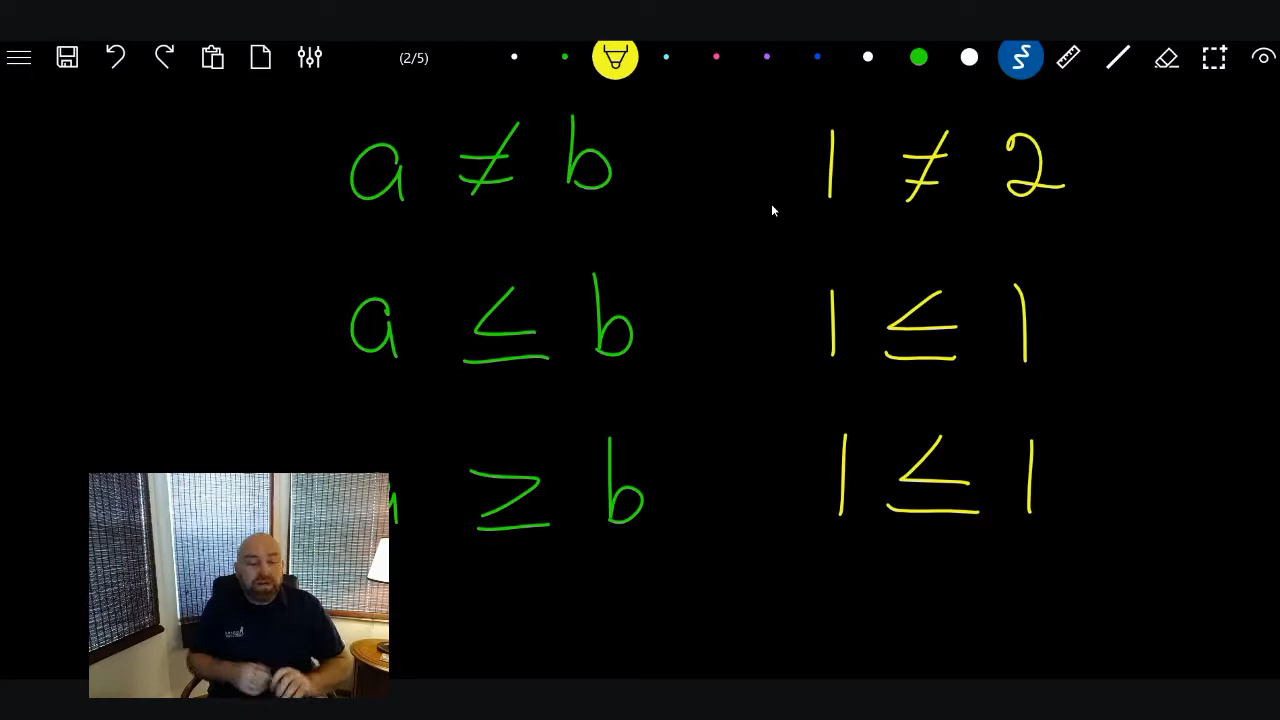 (2/5)
a ≠ b 1 ≠ 2
a ≤ b 1 ≤ 1
≥ b 1 ≤ 1